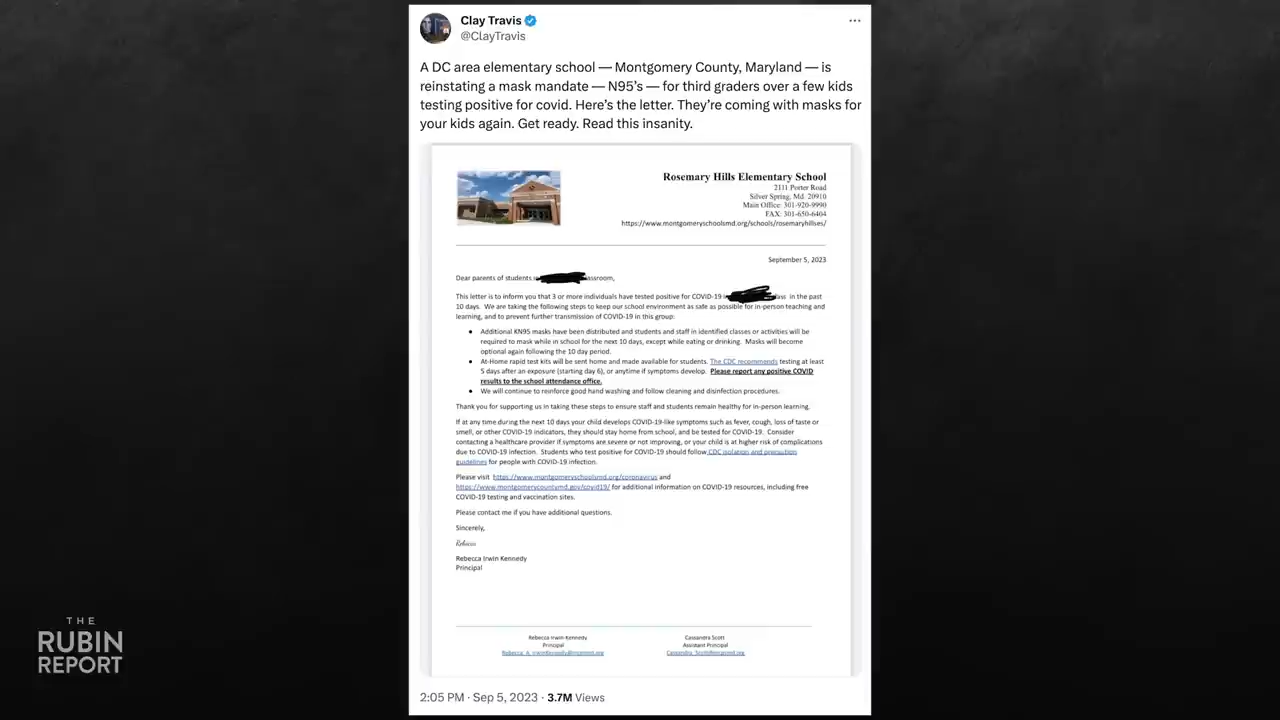 Clay Travis
@ClayTravis
A DC area elementary school — Montgomery County, Maryland — is
reinstating a mask mandate — N95's — for third graders over a few kids
testing positive for covid. Here's the letter. They're coming with masks for
your kids again. Get ready. Read this insanity.
Rosemary Hills Elementary School
2111 Porter Road
Silver Spring, Md. 20910
Main Office: 301-920-9990
FAX: 301-650-6404
https://www.montgomeryschoolsmd.org/schools/rosemaryhillses/
September 5, 2023
Dear parents of students
This letter is to inform you that 3 or more individuals have tested positive for COVID-19 in the past
10 days. We are taking the following steps to keep our school environment as safe as possible for in-person teaching and
learning, and to prevent further transmission of COVID-19 in this group:
• Additional KN95 masks have been distributed and students and staff in identified classes or activities will be
required to mask while in school for the next 10 days, except while eating or drinking. Masks will become
optional again following the 10 day period.
• At-Home rapid test kits will be sent home and made available for students. The CDC recommends testing at least
5 days after an exposure (starting day 6), or anytime if symptoms develop. Please report any positive COVID
results to the school attendance office.
• We will continue to reinforce good hand washing and follow cleaning and disinfection procedures.
Thank you for supporting us in taking these steps to ensure staff and students remain healthy for in-person learning.
If at any time during the next 10 days your child develops COVID-19-like symptoms such as fever, cough, loss of taste or
smell, or other COVID-19 indicators, they should stay home from school, and be tested for COVID-19. Consider
contacting a healthcare provider if symptoms are severe or not improving, or your child is at higher risk of complications
due to COVID-19 infection. Students who test positive for COVID-19 should follow CDC isolation and precaution
guidelines for people with COVID-19 infection.
Please visit https://www.montgomeryschoolsmd.org/coronavirus and
https://www.montgomerycountymd.gov/covid19/ for additional information on COVID-19 resources, including free
COVID-19 testing and vaccination sites.
Please contact me if you have additional questions.
Sincerely,
Rebecca
Rebecca Irwin Kennedy
Principal
Rebecca Irwin-Kennedy, Cassandra Scott
Principal Assistant Principal
2:05 PM · Sep 5, 2023 · 3.7M Views
THE
RUBIN
REPORT